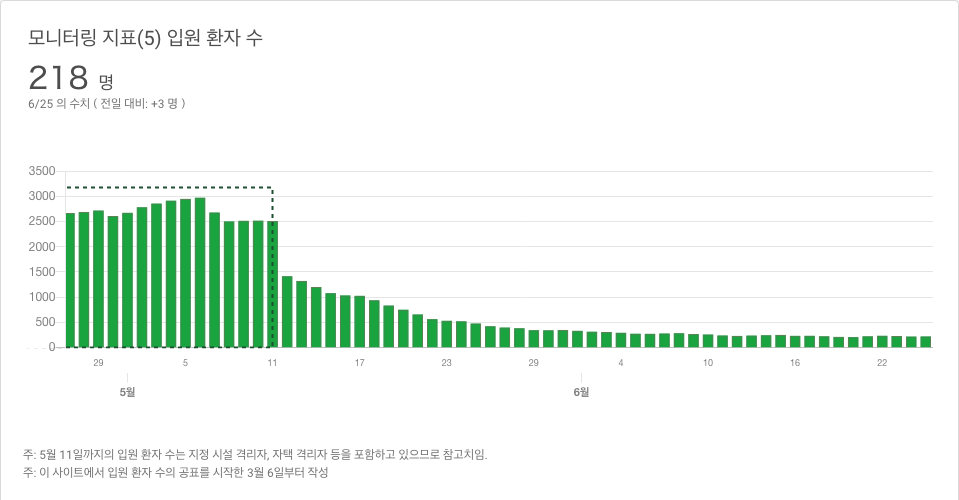 모니터링 지표(5) 입원 환자 수
218 명
6/25 의 수치 ( 전일 대비: +3 명 )
3500
3000
2500
2000
1500
1000
500
0
29 5 11 17 23 29 4 10 16 22
5월 6월
주: 5월 11일까지의 입원 환자 수는 지정 시설 격리자, 자택 격리자 등을 포함하고 있으므로 참고치임.
주: 이 사이트에서 입원 환자 수의 공표를 시작한 3월 6일부터 작성